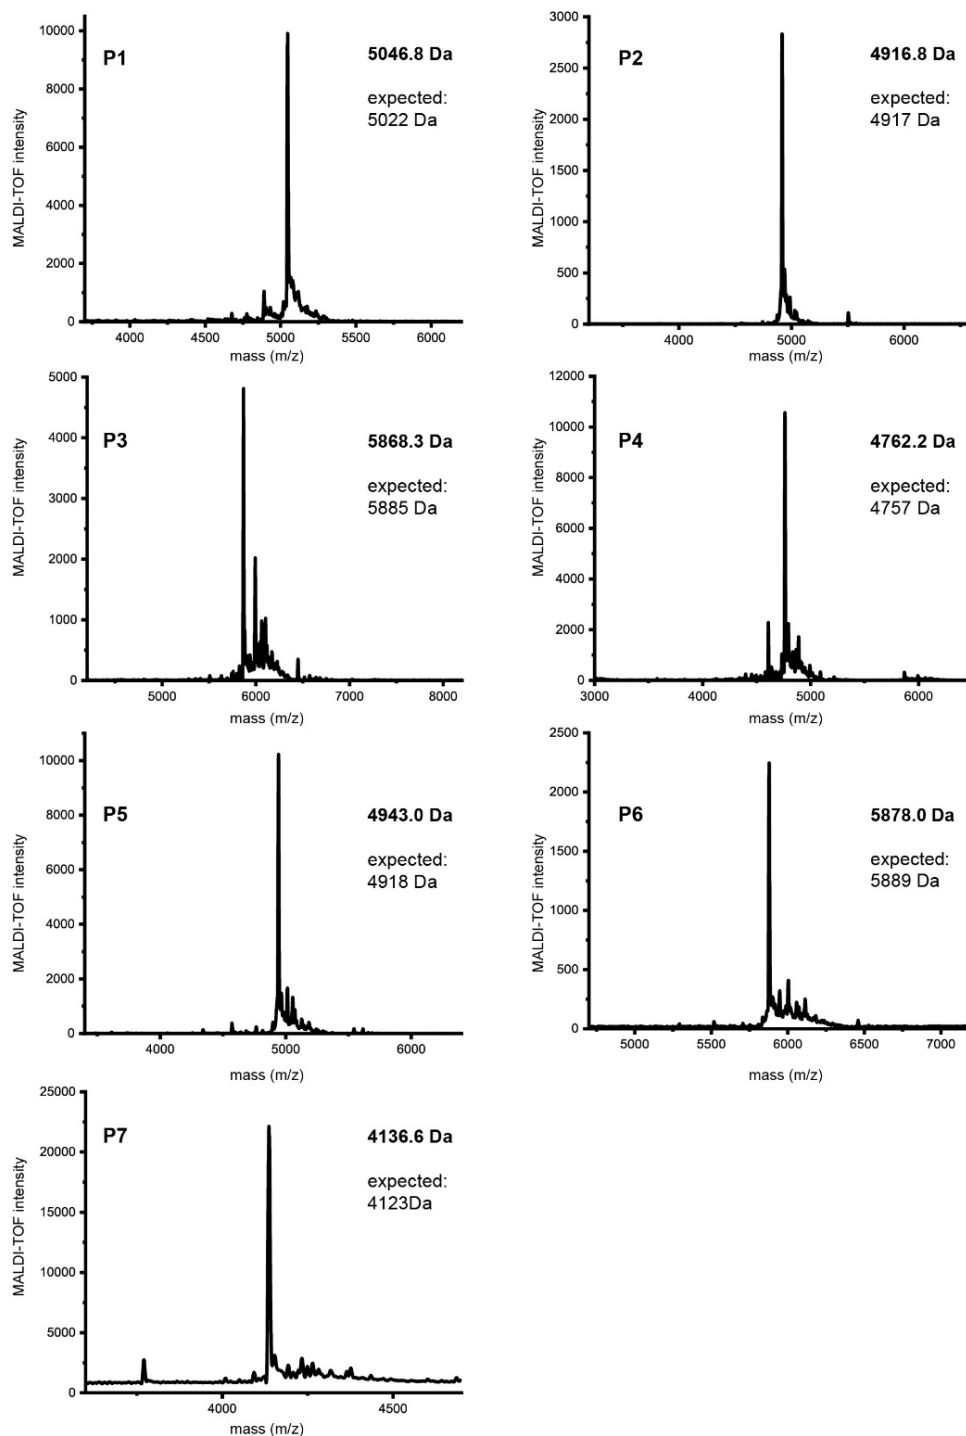 P1
5046.8 Da
expected:
5022 Da
MALDI-TOF intensity
10000
8000
6000
4000
2000
0
4000 4500 5000 5500 6000
mass (m/z)
P2
4916.8 Da
expected:
4917 Da
MALDI-TOF intensity
3000
2500
2000
1500
1000
500
0
4000 5000 6000
mass (m/z)
P3
5868.3 Da
expected:
5885 Da
MALDI-TOF intensity
5000
4000
3000
2000
1000
0
5000 6000 7000 8000
mass (m/z)
P4
4762.2 Da
expected:
4757 Da
MALDI-TOF intensity
12000
10000
8000
6000
4000
2000
0
3000 4000 5000 6000
mass (m/z)
P5
4943.0 Da
expected:
4918 Da
MALDI-TOF intensity
10000
8000
6000
4000
2000
0
4000 5000 6000
mass (m/z)
P6
5878.0 Da
expected:
5889 Da
MALDI-TOF intensity
2500
2000
1500
1000
500
0
5000 5500 6000 6500 7000
mass (m/z)
P7
4136.6 Da
expected:
4123Da
MALDI-TOF intensity
25000
20000
15000
10000
5000
0
4000 4500
mass (m/z)